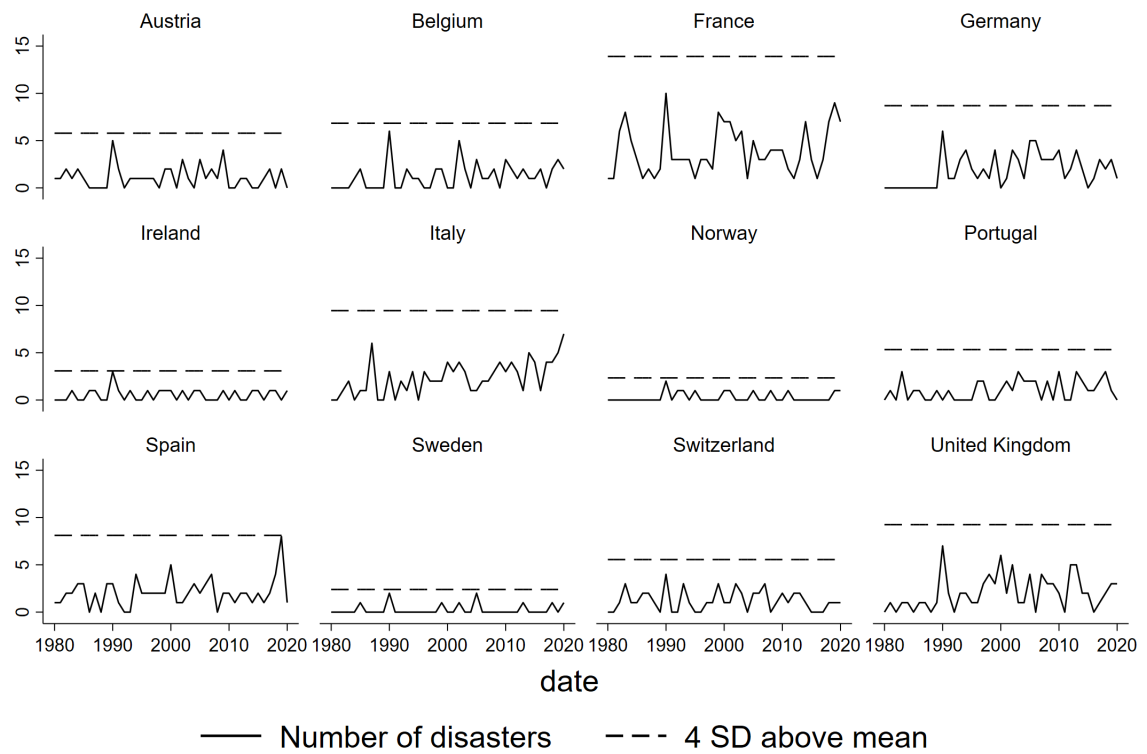 Austria Belgium France Germany
15
10
5
0
Ireland Italy Norway Portugal
15
10
5
0
Spain Sweden Switzerland United Kingdom
15
10
5
0
1980 1990 2000 2010 2020 1980 1990 2000 2010 2020 1980 1990 2000 2010 2020 1980 1990 2000 2010 2020
date
Number of disasters 4 SD above mean